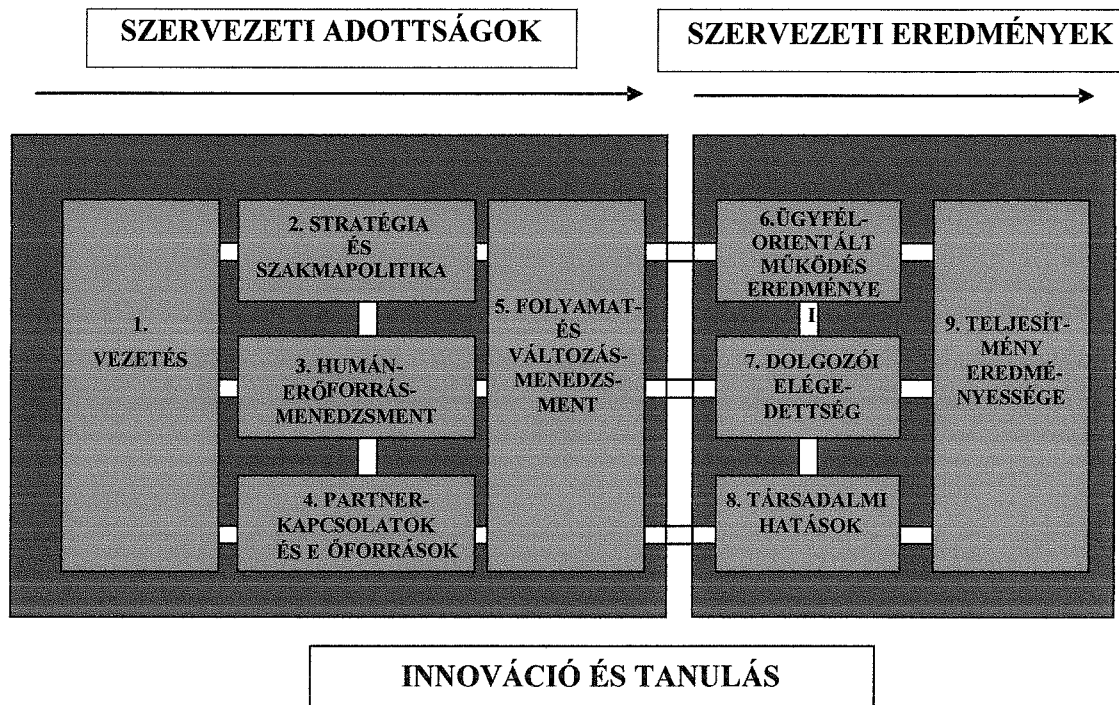 SZERVEZETI ADOTTSÁGOK
SZERVEZETI EREDMÉNYEK
1.
VEZETÉS
2. STRATÉGIA
ÉS
SZAKMAPOLITIKA
3. HUMÁN-
ERŐFORRÁS-
MENEDZSMENT
4. PARTNER-
KAPCSOLATOK
ÉS E ŐFORRÁSOK
5. FOLYAMAT-
ÉS
VÁLTOZÁS-
MENEDZS-
MENT
6.ÜGYFÉL-
ORIENTÁLT
MŰKÖDÉS
EREDMÉNYE
I
7. DOLGOZÓI
ELÉGE-
DETTSÉG
8. TÁRSADALMI
HATÁSOK
9. TELJESÍT-
MÉNY
EREDMÉ-
NYESSÉGE
INNOVÁCIÓ ÉS TANULÁS